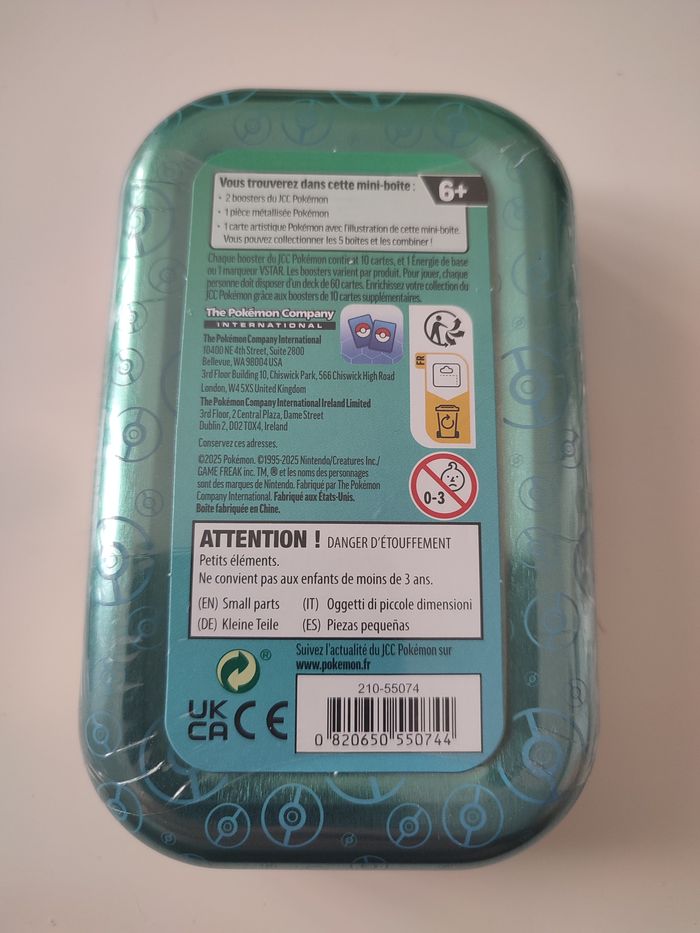 Vous trouverez dans cette mini-boîte :
6+
• 2 boosters du JCC Pokémon
• 1 pièce métallisée Pokémon
• 1 carte artistique Pokémon avec l'illustration de cette mini-boîte.
Vous pouvez collectionner les 5 boîtes et les combiner !
Chaque booster du JCC Pokémon contient 10 cartes, et 1 Énergie de base
ou 1 marqueur VSTAR. Les boosters varient par produit. Pour jouer, chaque
personne doit disposer d'un deck de 60 cartes. Enrichissez votre collection du
JCC Pokémon grâce aux boosters de 10 cartes supplémentaires.
The Pokémon Company
INTERNATIONAL
The Pokémon Company International
10400 NE 4th Street, Suite 2800
Bellevue, WA 98004 USA
3rd Floor Building 10, Chiswick Park, 566 Chiswick High Road
London, W4 5XS United Kingdom
The Pokémon Company International Ireland Limited
3rd Floor, 2 Central Plaza, Dame Street
Dublin 2, D02 T0X4, Ireland
Conservez ces adresses.
FR
©2025 Pokémon. ©1995-2025 Nintendo/Creatures Inc./
GAME FREAK inc. TM, ® et les noms des personnages
sont des marques de Nintendo. Fabriqué par The Pokémon
Company International. Fabriqué aux États-Unis.
Boîte fabriquée en Chine.
0-3
ATTENTION ! DANGER D'ÉTOUFFEMENT
Petits éléments.
Ne convient pas aux enfants de moins de 3 ans.
(EN) Small parts (IT) Oggetti di piccole dimensioni
(DE) Kleine Teile (ES) Piezas pequeñas
®
Suivez l'actualité du JCC Pokémon sur
www.pokemon.fr
UK
CA CE
210-55074
0 820650 550744